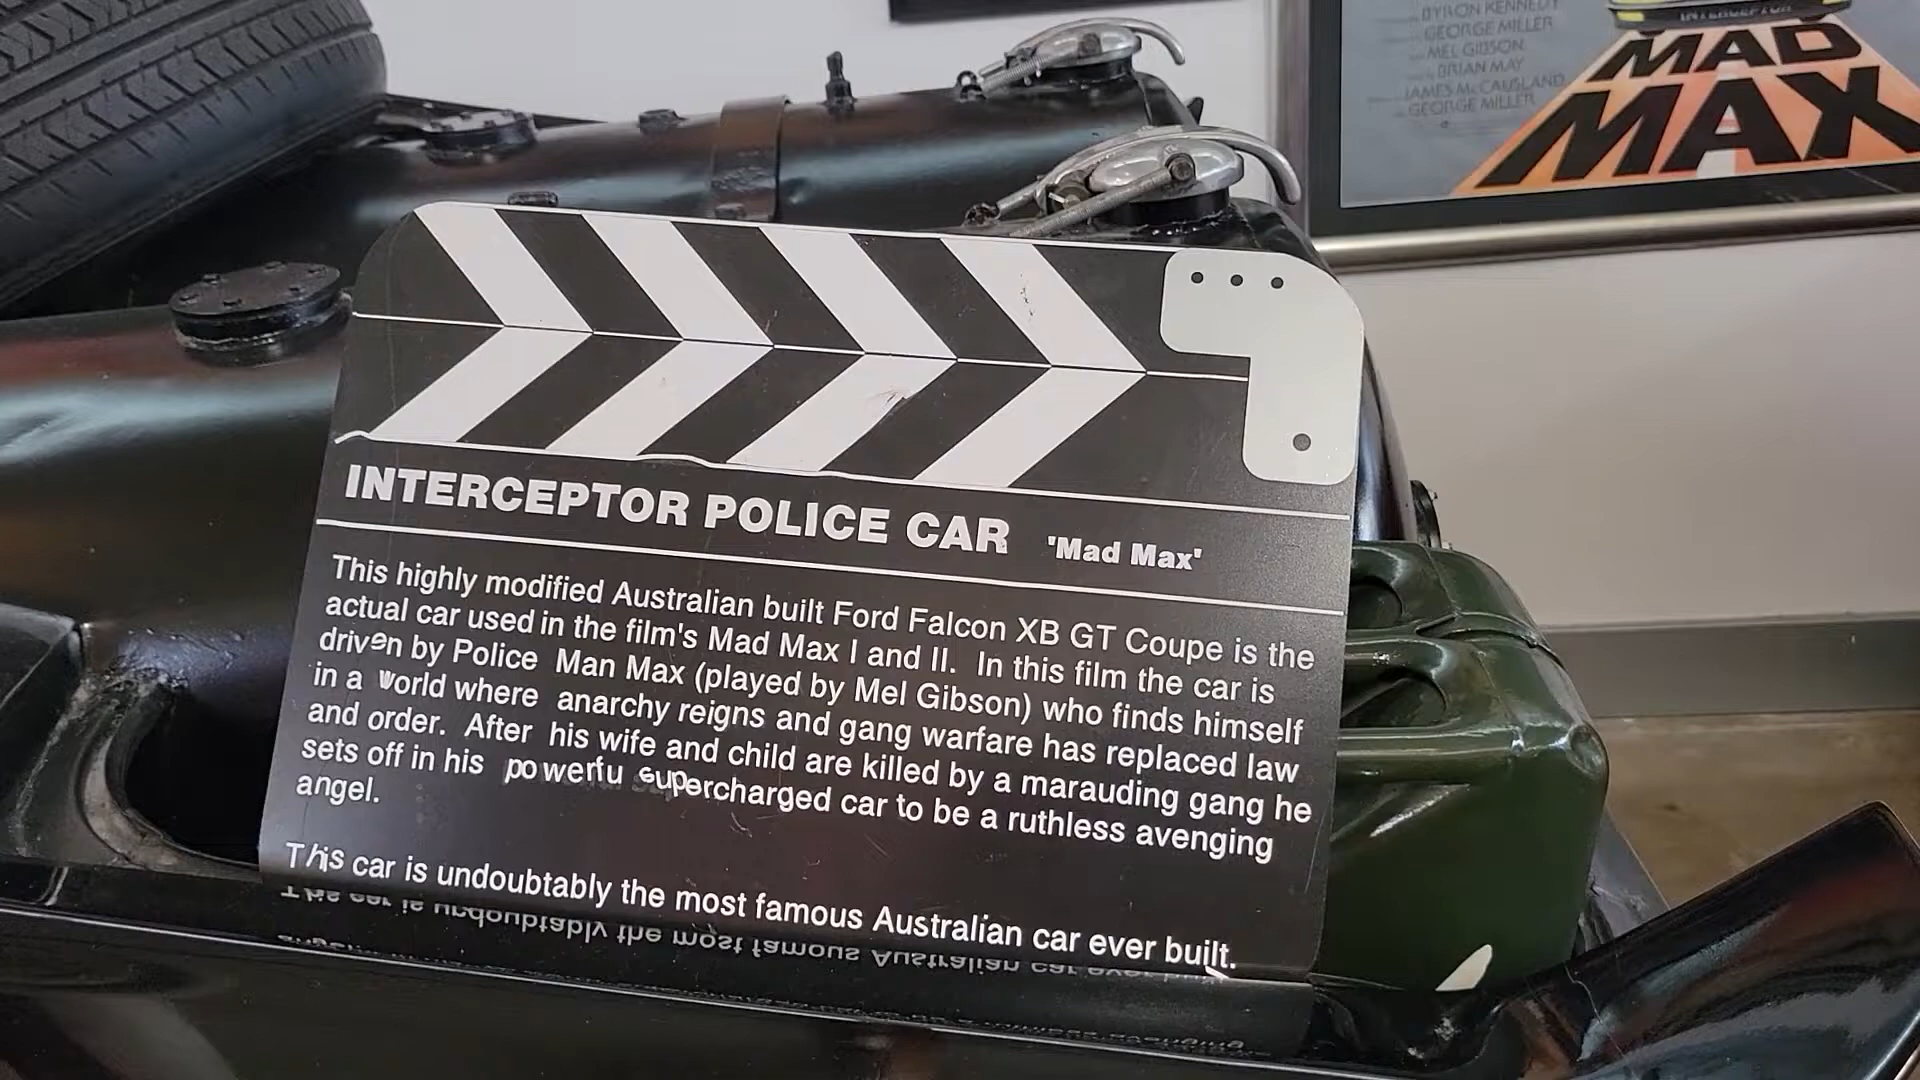 BYRON KENNEDY
GEORGE MILLER
MEL GIBSON
BRIAN MAY
JAMES McCAUSLAND
GEORGE MILLER
INTERCEPTOR
MAD
MAX
INTERCEPTOR POLICE CAR 'Mad Max'
This highly modified Australian built Ford Falcon XB GT Coupe is the
actual car used in the film's Mad Max I and II. In this film the car is
driven by Police Man Max (played by Mel Gibson) who finds himself
in a world where anarchy reigns and gang warfare has replaced law
and order. After his wife and child are killed by a marauding gang he
sets off in his powerfu supercharged car to be a ruthless avenging
angel.
This car is undoubtably the most famous Australian car ever built.